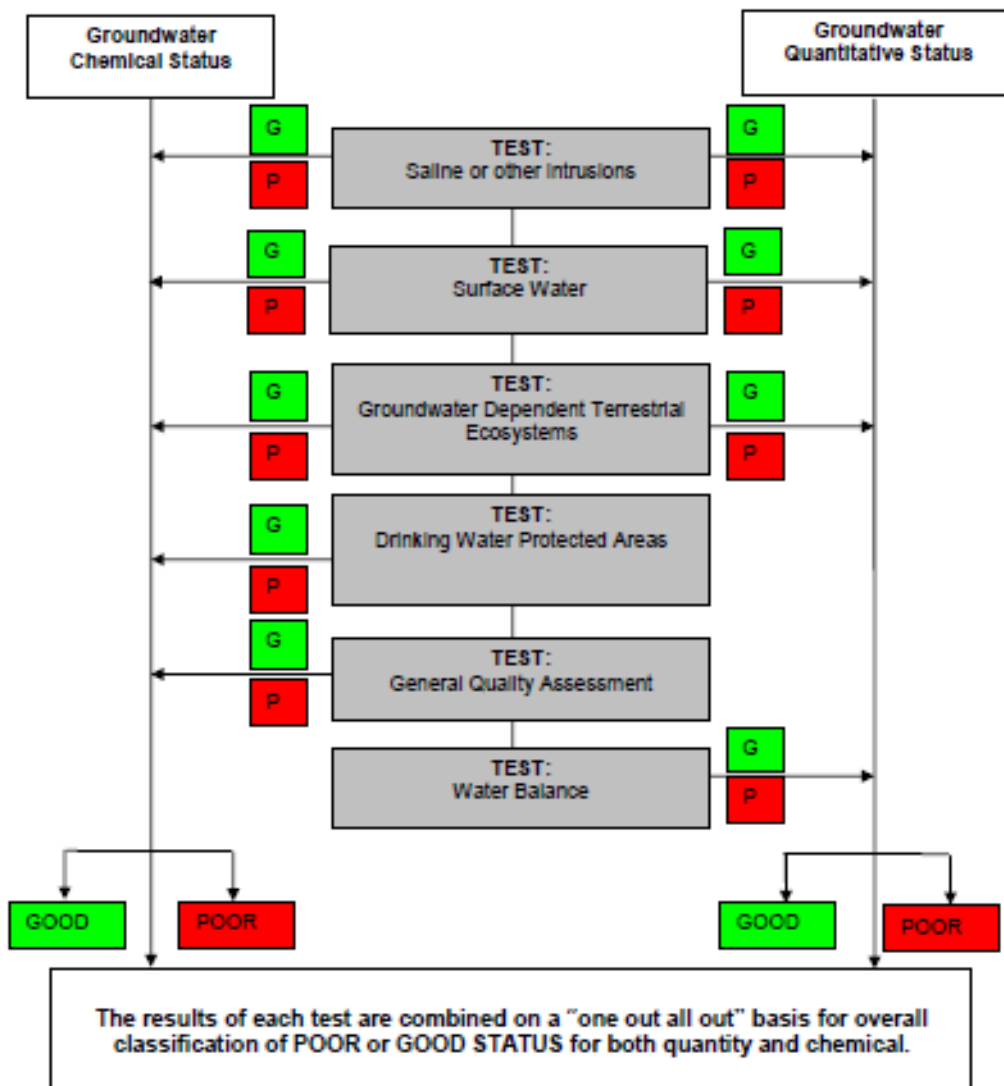 Groundwater
Chemical Status
Groundwater
Quantitative Status
G
P
TEST:
Saline or other Intrusions
G
P
G
P
TEST:
Surface Water
G
P
G
P
TEST:
Groundwater Dependent Terrestrial
Ecosystems
G
P
G
P
TEST:
Drinking Water Protected Areas
G
P
TEST:
General Quality Assessment
TEST:
Water Balance
G
P
GOOD
POOR
GOOD
POOR
The results of each test are combined on a "one out all out" basis for overall
classification of POOR or GOOD STATUS for both quantity and chemical.